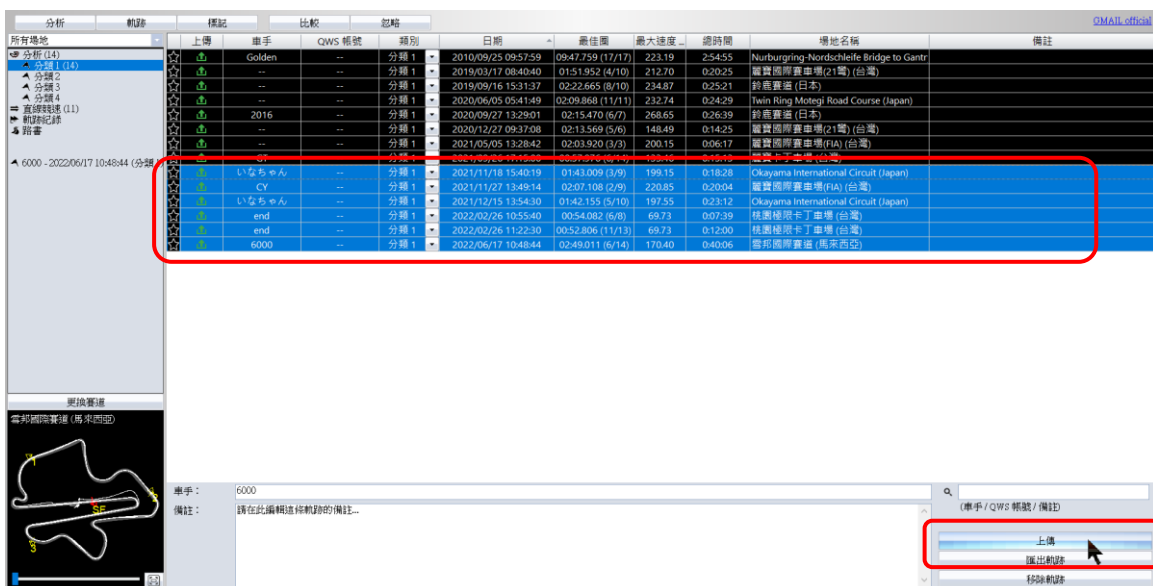 分析 軌跡 標記 比較 忽略 GMAIL official
所有場地
分析 (14)
分類 1 (14)
分類 2
分類 3
分類 4
直線競速 (11)
軌跡記錄
路書
6000 - 2022/06/17 10:48:44 (分類
上傳 車手 QWS 帳號 類別 日期 最佳圈 最大速度... 總時間 場地名稱 備註
Golden -- 分類 1 2010/09/25 09:57:59 09:47.759 (17/17) 223.19 2:54:55 Nurburgring-Nordschleife Bridge to Gantr
-- -- 分類 1 2019/03/17 08:40:40 01:51.952 (4/10) 212.70 0:20:25 麗寶國際賽車場(21彎) (台灣)
-- -- 分類 1 2019/09/16 15:31:37 02:22.665 (8/10) 234.87 0:25:21 鈴鹿賽道 (日本)
-- -- 分類 1 2020/06/05 05:41:49 02:09.868 (11/11) 232.74 0:24:29 Twin Ring Motegi Road Course (Japan)
2016 -- 分類 1 2020/09/27 13:29:01 02:15.470 (6/7) 268.65 0:26:39 鈴鹿賽道 (日本)
-- -- 分類 1 2020/12/27 09:37:08 02:13.569 (5/6) 148.49 0:14:25 麗寶國際賽車場(21彎) (台灣)
-- -- 分類 1 2021/05/05 13:28:42 02:03.920 (3/3) 200.15 0:06:17 麗寶國際賽車場(FIA) (台灣)
いなちゃん -- 分類 1 2021/11/18 15:40:19 01:43.009 (3/9) 199.15 0:18:28 Okayama International Circuit (Japan)
CY -- 分類 1 2021/11/27 13:49:14 02:07.108 (2/9) 220.85 0:20:04 麗寶國際賽車場(FIA) (台灣)
いなちゃん -- 分類 1 2021/12/15 13:54:30 01:42.155 (5/10) 197.55 0:23:12 Okayama International Circuit (Japan)
end -- 分類 1 2022/02/26 10:55:40 00:54.082 (6/8) 69.73 0:07:39 桃園極限卡丁車場 (台灣)
end -- 分類 1 2022/02/26 11:22:30 00:52.806 (11/13) 69.73 0:12:00 桃園極限卡丁車場 (台灣)
6000 -- 分類 1 2022/06/17 10:48:44 02:49.011 (6/14) 170.40 0:40:06 雪邦國際賽道 (馬來西亞)
更換賽道
雪邦國際賽道 (馬來西亞)
1
2
SF
3
車手： 6000
備註： 請在此編輯這條軌跡的備註...
(車手 / QWS 帳號 / 備註)
上傳
匯出軌跡
移除軌跡